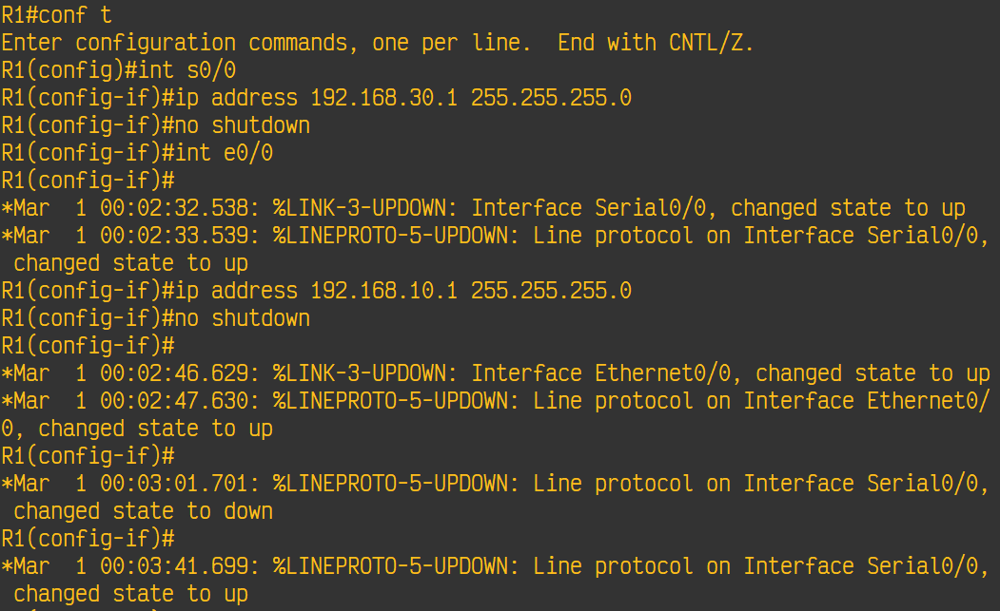 R1#conf t
Enter configuration commands, one per line.  End with CNTL/Z.
R1(config)#int s0/0
R1(config-if)#ip address 192.168.30.1 255.255.255.0
R1(config-if)#no shutdown
R1(config-if)#int e0/0
R1(config-if)#
*Mar  1 00:02:32.538: %LINK-3-UPDOWN: Interface Serial0/0, changed state to up
*Mar  1 00:02:33.539: %LINEPROTO-5-UPDOWN: Line protocol on Interface Serial0/0,
 changed state to up
R1(config-if)#ip address 192.168.10.1 255.255.255.0
R1(config-if)#no shutdown
R1(config-if)#
*Mar  1 00:02:46.629: %LINK-3-UPDOWN: Interface Ethernet0/0, changed state to up
*Mar  1 00:02:47.630: %LINEPROTO-5-UPDOWN: Line protocol on Interface Ethernet0/
0, changed state to up
R1(config-if)#
*Mar  1 00:03:01.701: %LINEPROTO-5-UPDOWN: Line protocol on Interface Serial0/0,
 changed state to down
R1(config-if)#
*Mar  1 00:03:41.699: %LINEPROTO-5-UPDOWN: Line protocol on Interface Serial0/0,
 changed state to up